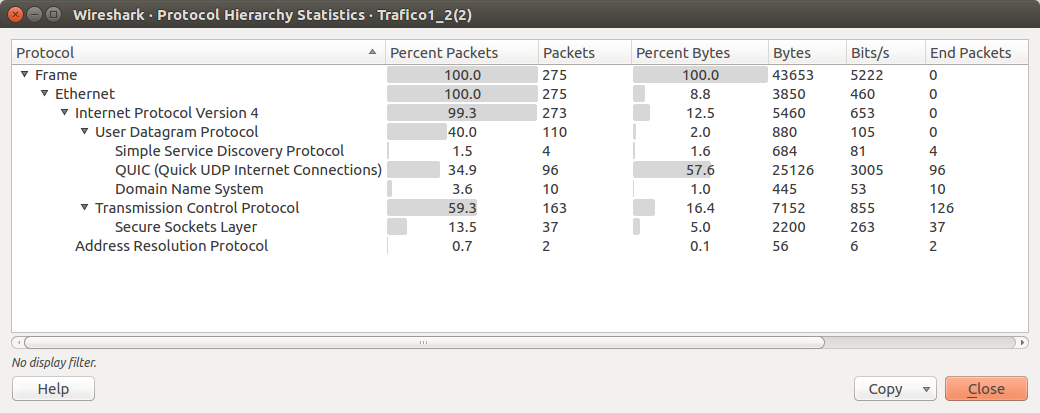 Wireshark · Protocol Hierarchy Statistics · Trafico1_2(2)
Protocol Percent Packets Packets Percent Bytes Bytes Bits/s End Packets
Frame 100.0 275 100.0 43653 5222 0
Ethernet 100.0 275 8.8 3850 460 0
Internet Protocol Version 4 99.3 273 12.5 5460 653 0
User Datagram Protocol 40.0 110 2.0 880 105 0
Simple Service Discovery Protocol 1.5 4 1.6 684 81 4
QUIC (Quick UDP Internet Connections) 34.9 96 57.6 25126 3005 96
Domain Name System 3.6 10 1.0 445 53 10
Transmission Control Protocol 59.3 163 16.4 7152 855 126
Secure Sockets Layer 13.5 37 5.0 2200 263 37
Address Resolution Protocol 0.7 2 0.1 56 6 2
No display filter.
Help Copy Close